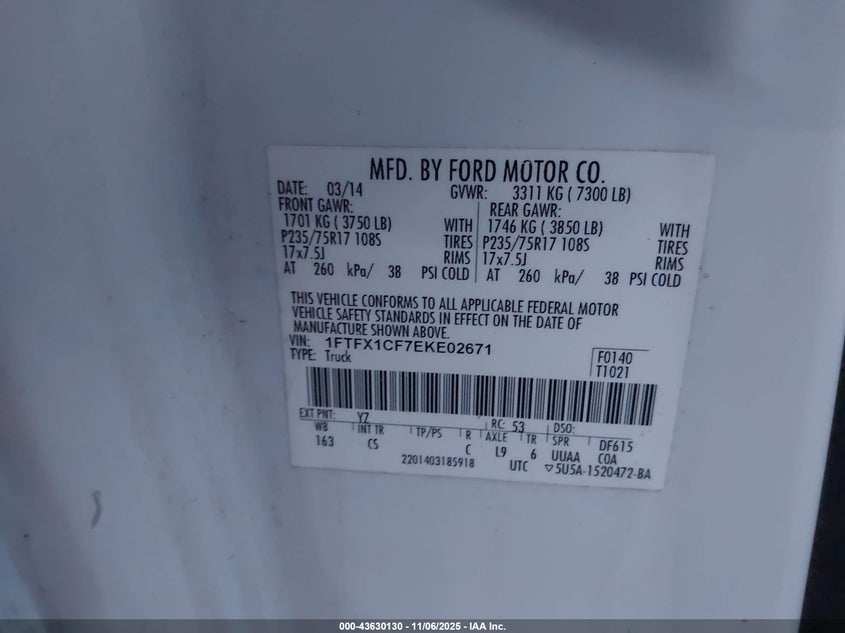 MFD. BY FORD MOTOR CO.
DATE: 03/14 GVWR: 3311 KG ( 7300 LB)
FRONT GAWR: REAR GAWR:
1701 KG ( 3750 LB) WITH 1746 KG ( 3850 LB) WITH
P235/75R17 108S TIRES P235/75R17 108S TIRES
17x7.5J RIMS 17x7.5J RIMS
AT 260 kPa/ 38 PSI COLD AT 260 kPa/ 38 PSI COLD
THIS VEHICLE CONFORMS TO ALL APPLICABLE FEDERAL MOTOR
VEHICLE SAFETY STANDARDS IN EFFECT ON THE DATE OF
MANUFACTURE SHOWN ABOVE.
VIN: 1FTFX1CF7EKE02671 F0140
TYPE: Truck T1021
EXT PNT: YZ RC: 53 DSO:
WB INT TR TP/PS R AXLE TR SPR DF615
163 CS C L9 6 UUAA COA
2201403185918 UTC ▽5U5A-1520472-BA
000-43630130 - 11/06/2025 - IAA Inc.